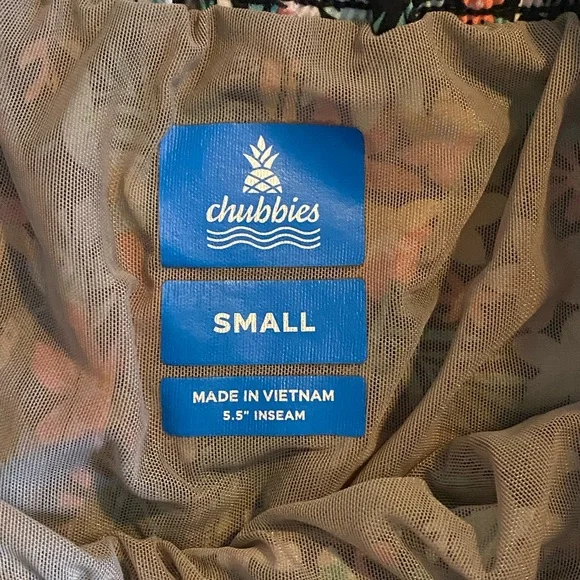 chubbies
SMALL
MADE IN VIETNAM
5.5" INSEAM